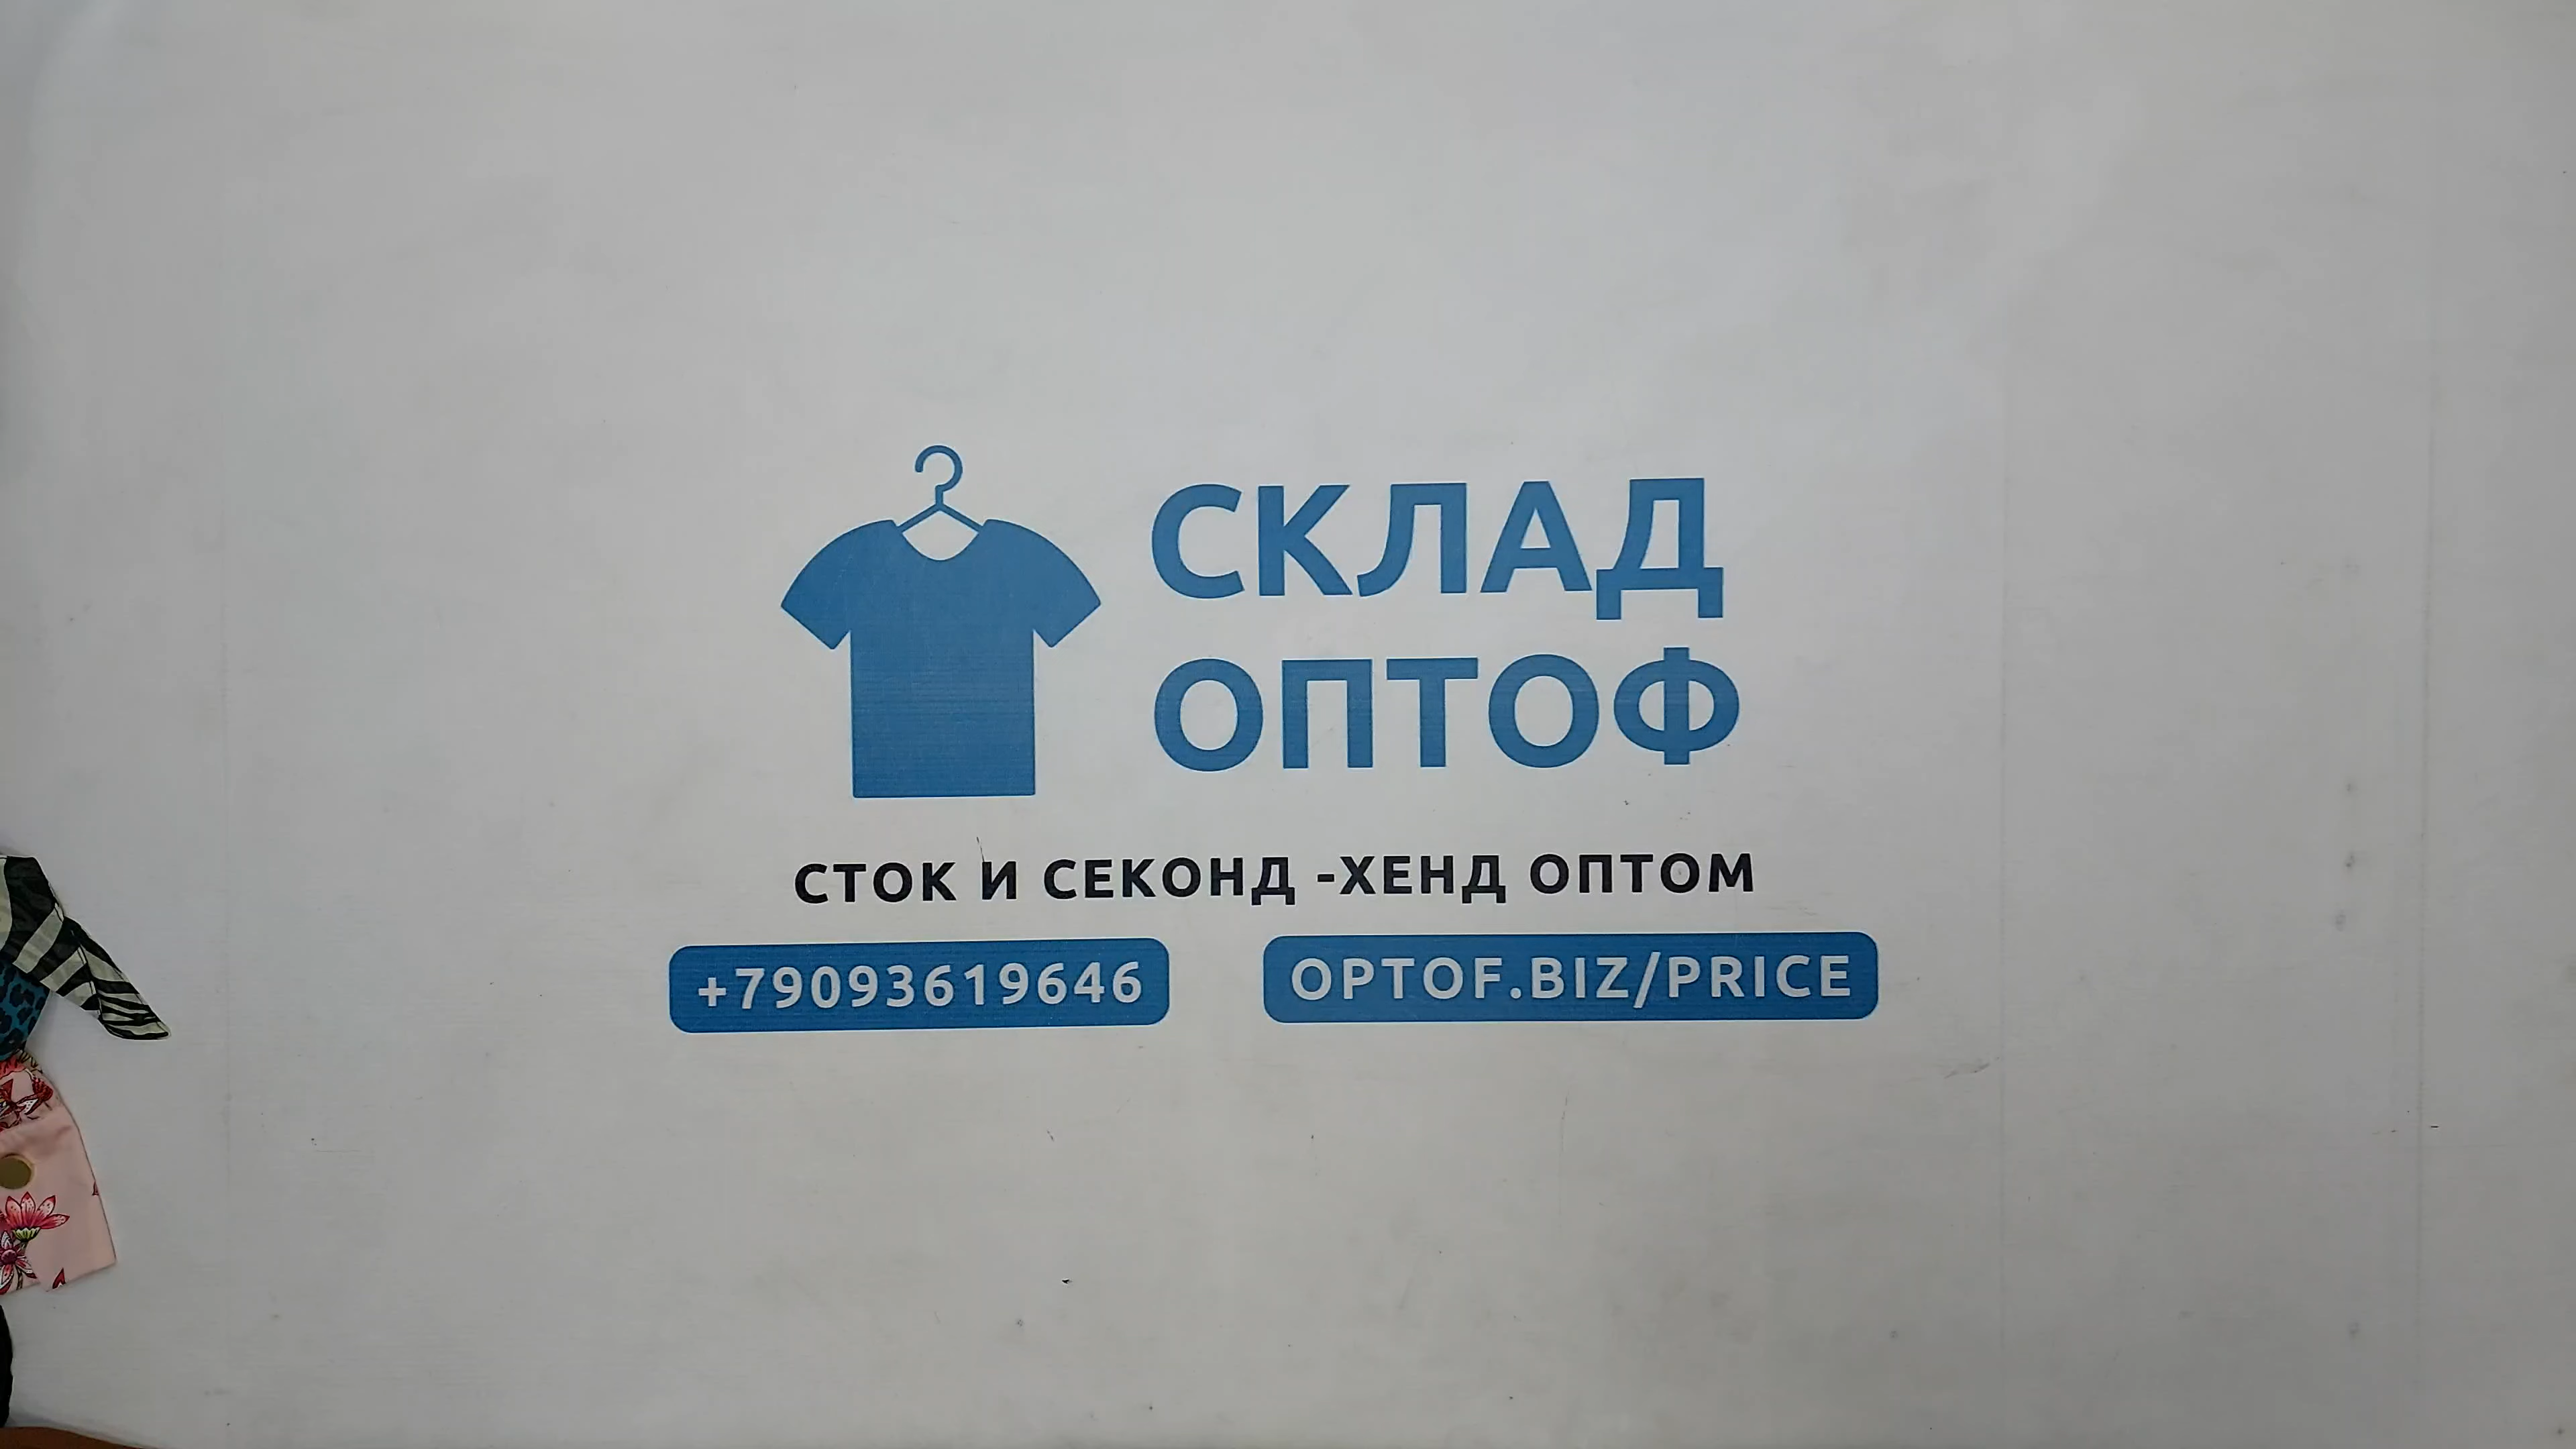 СКЛАД
ОПТОФ
СТОК И СЕКОНД -ХЕНД ОПТОМ
+79093619646
OPTOF.BIZ/PRICE